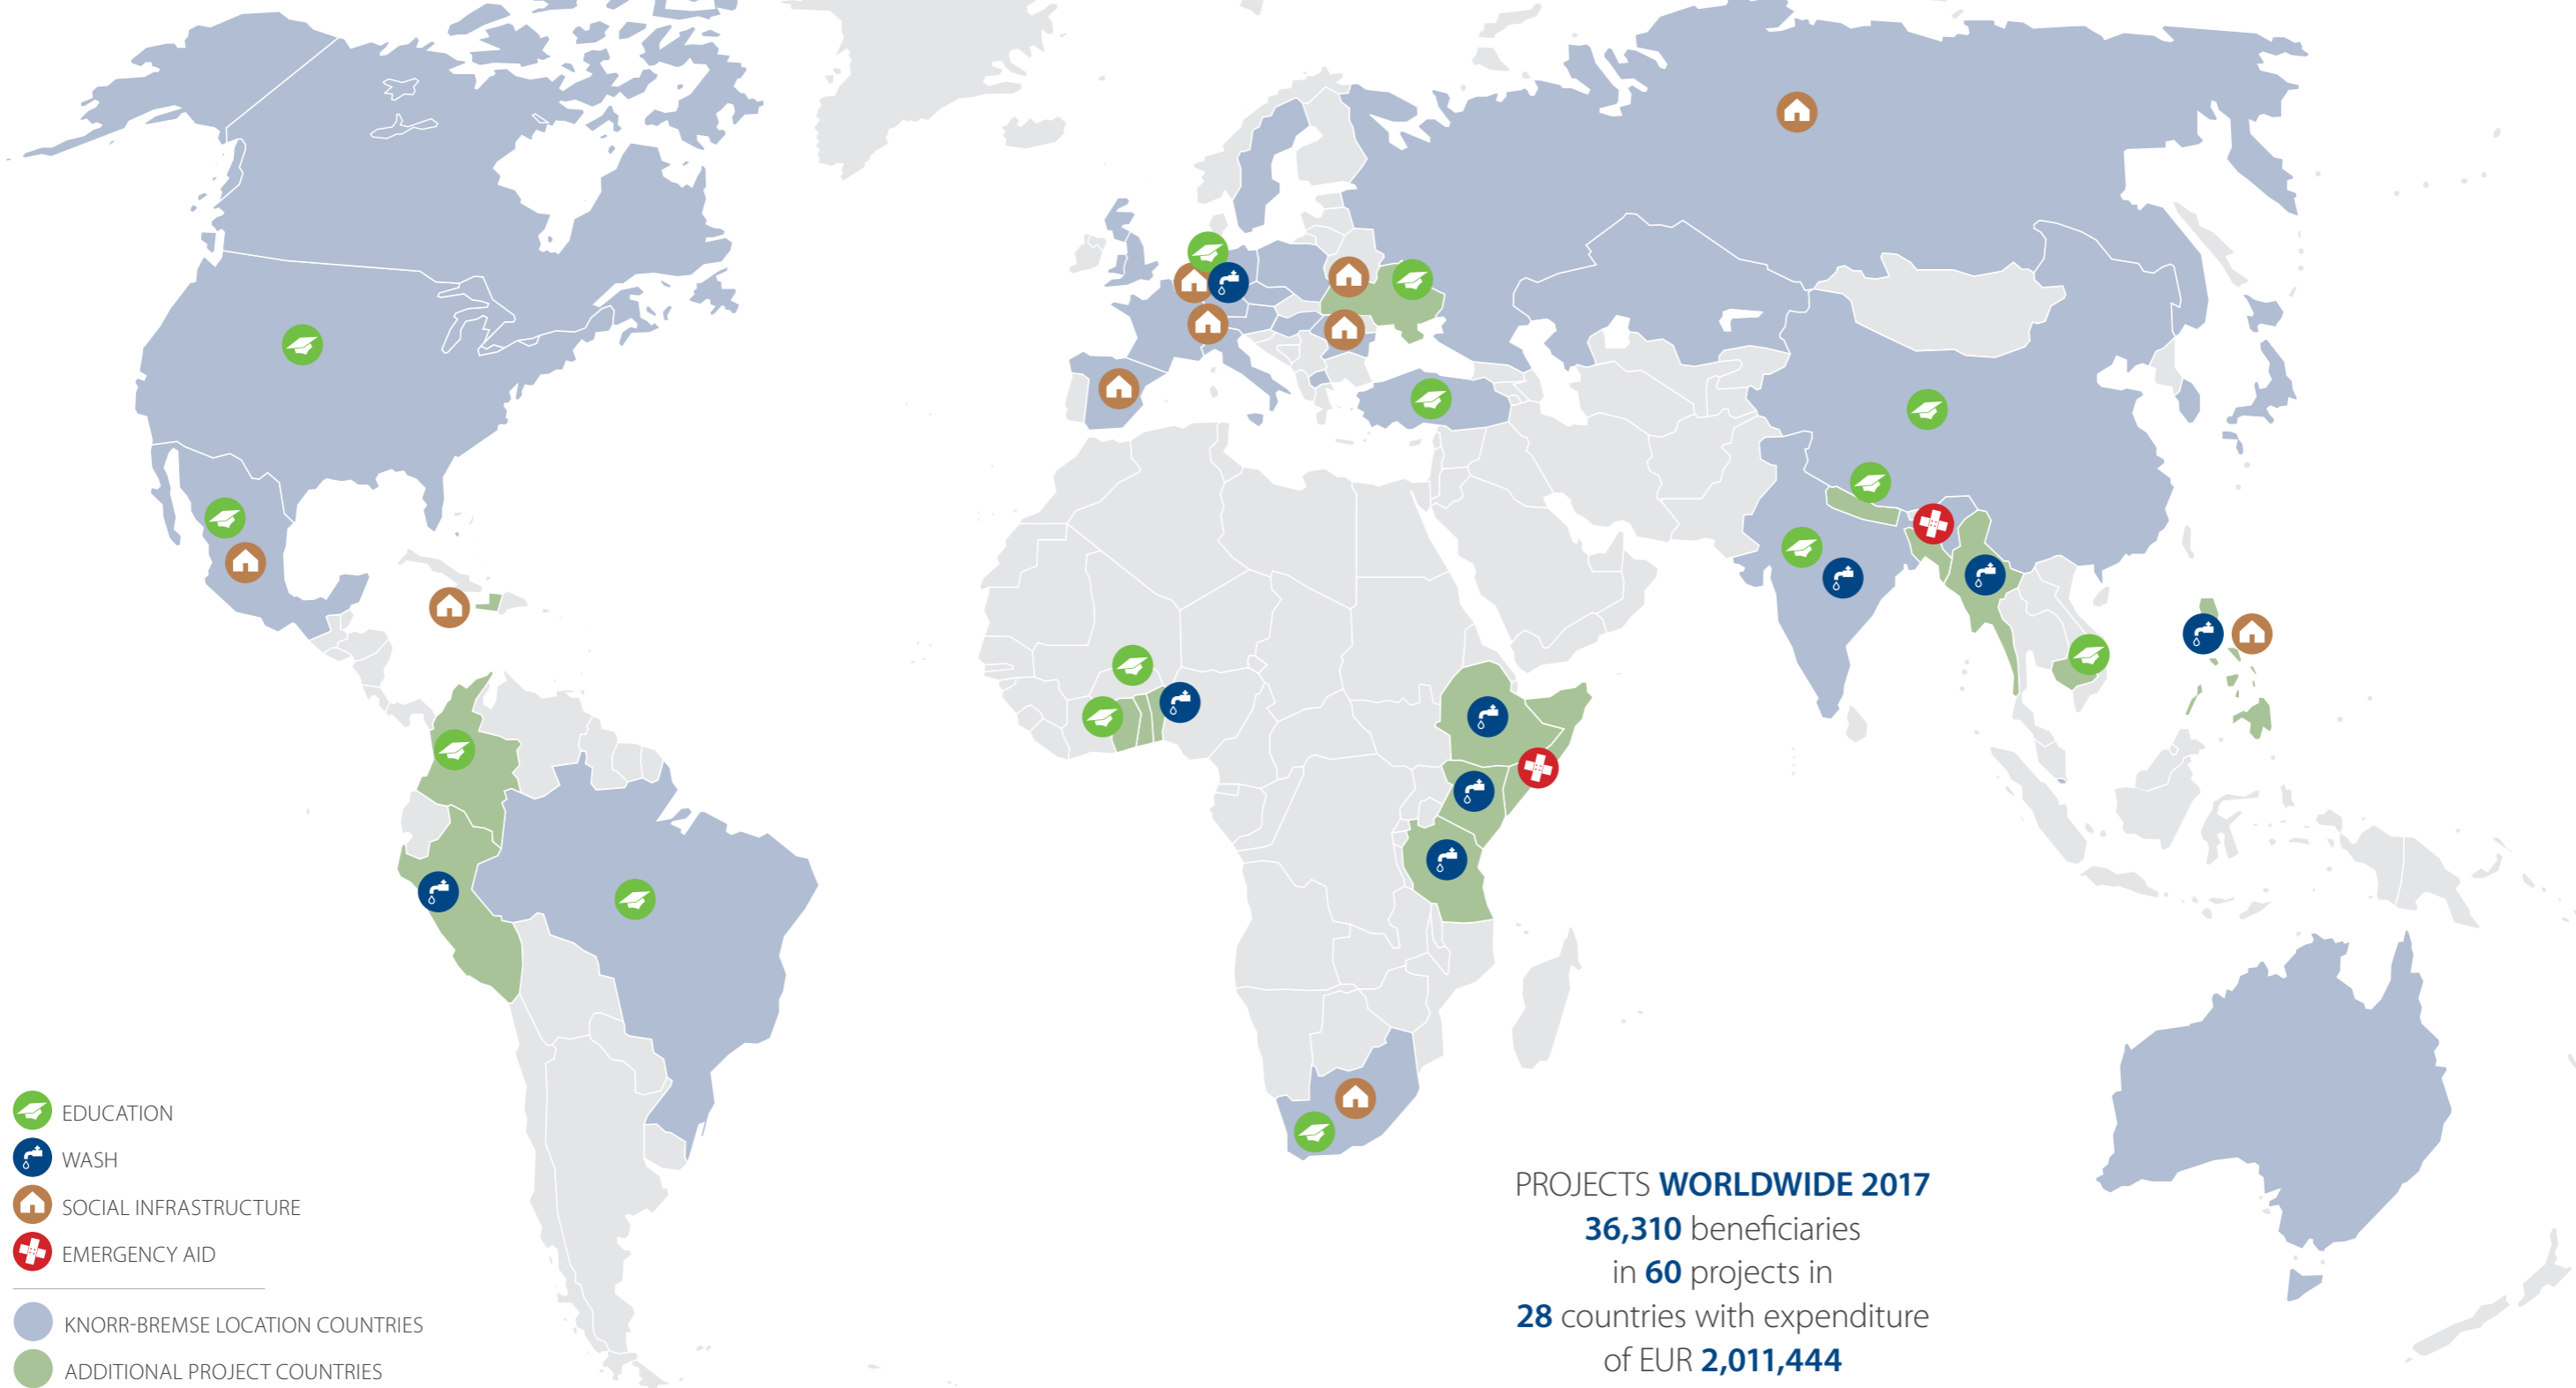 EDUCATION
WASH
SOCIAL INFRASTRUCTURE
EMERGENCY AID
KNORR-BREMSE LOCATION COUNTRIES
ADDITIONAL PROJECT COUNTRIES
PROJECTS WORLDWIDE 2017
36,310 beneficiaries
in 60 projects in
28 countries with expenditure
of EUR 2,011,444